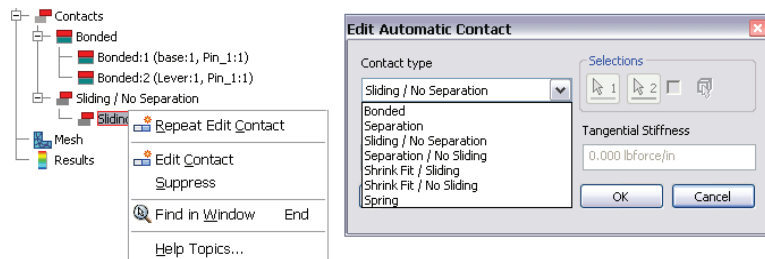 Contacts
Bonded
Bonded:1 (base:1, Pin_1:1)
Bonded:2 (Lever:1, Pin_1:1)
Sliding / No Separation
Mesh
Results
Repeat Edit Contact
Edit Contact
Suppress
Find in Window End
Help Topics...
Edit Automatic Contact
Contact type
Sliding / No Separation
Bonded
Separation
Sliding / No Separation
Separation / No Sliding
Shrink Fit / Sliding
Shrink Fit / No Sliding
Spring
Selections
1
2
Tangential Stiffness
0.000 lbforce/in
OK
Cancel